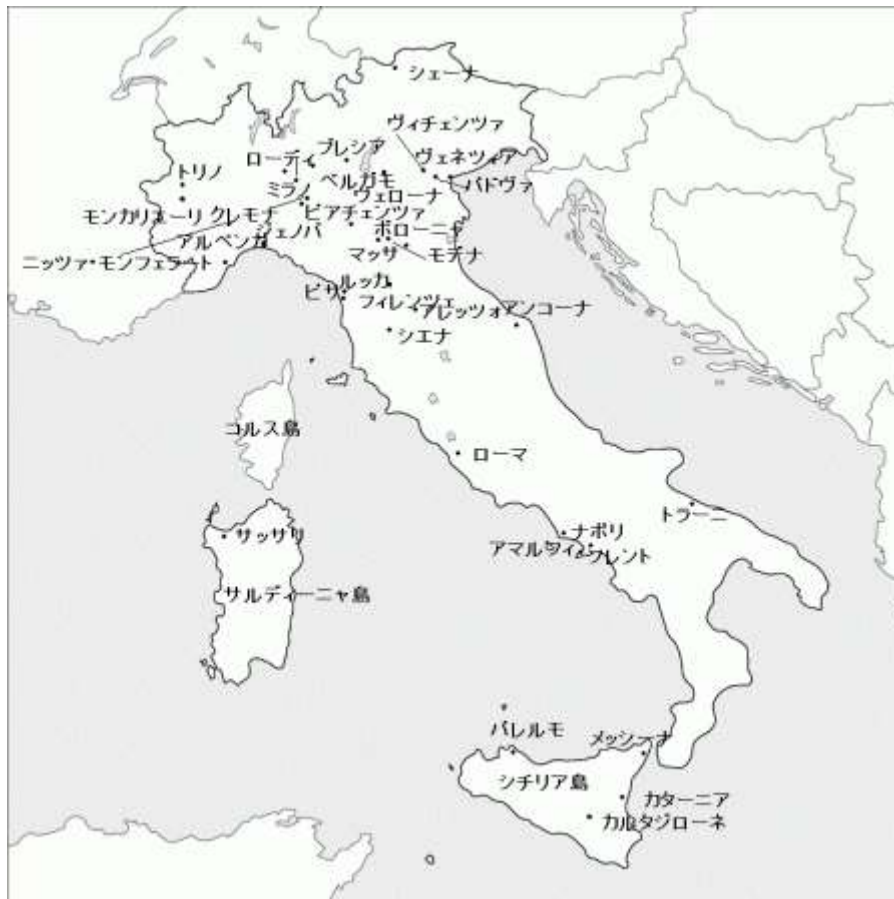 シェーナ
ヴィチェンツァ
ブレシア
ローディ
ヴェネツィア
トリノ
ベルガモ
パドヴァ
ミラノ
ヴェローナ
モンカリエーリ
クレモナ
ピアチェンツァ
ジェノバ
ボローニャ
アルベンガ
マッサ
モデナ
ニッツァ・モンフェラート
ルッカ
ピサ
フィレンツェ
アレッツォ
アンコーナ
シエナ
コルス島
ローマ
トラーニ
サッサリ
ナポリ
アマルフィ
サルディーニャ島
パレルモ
メッシーナ
シチリア島
カターニア
カルタジローネ